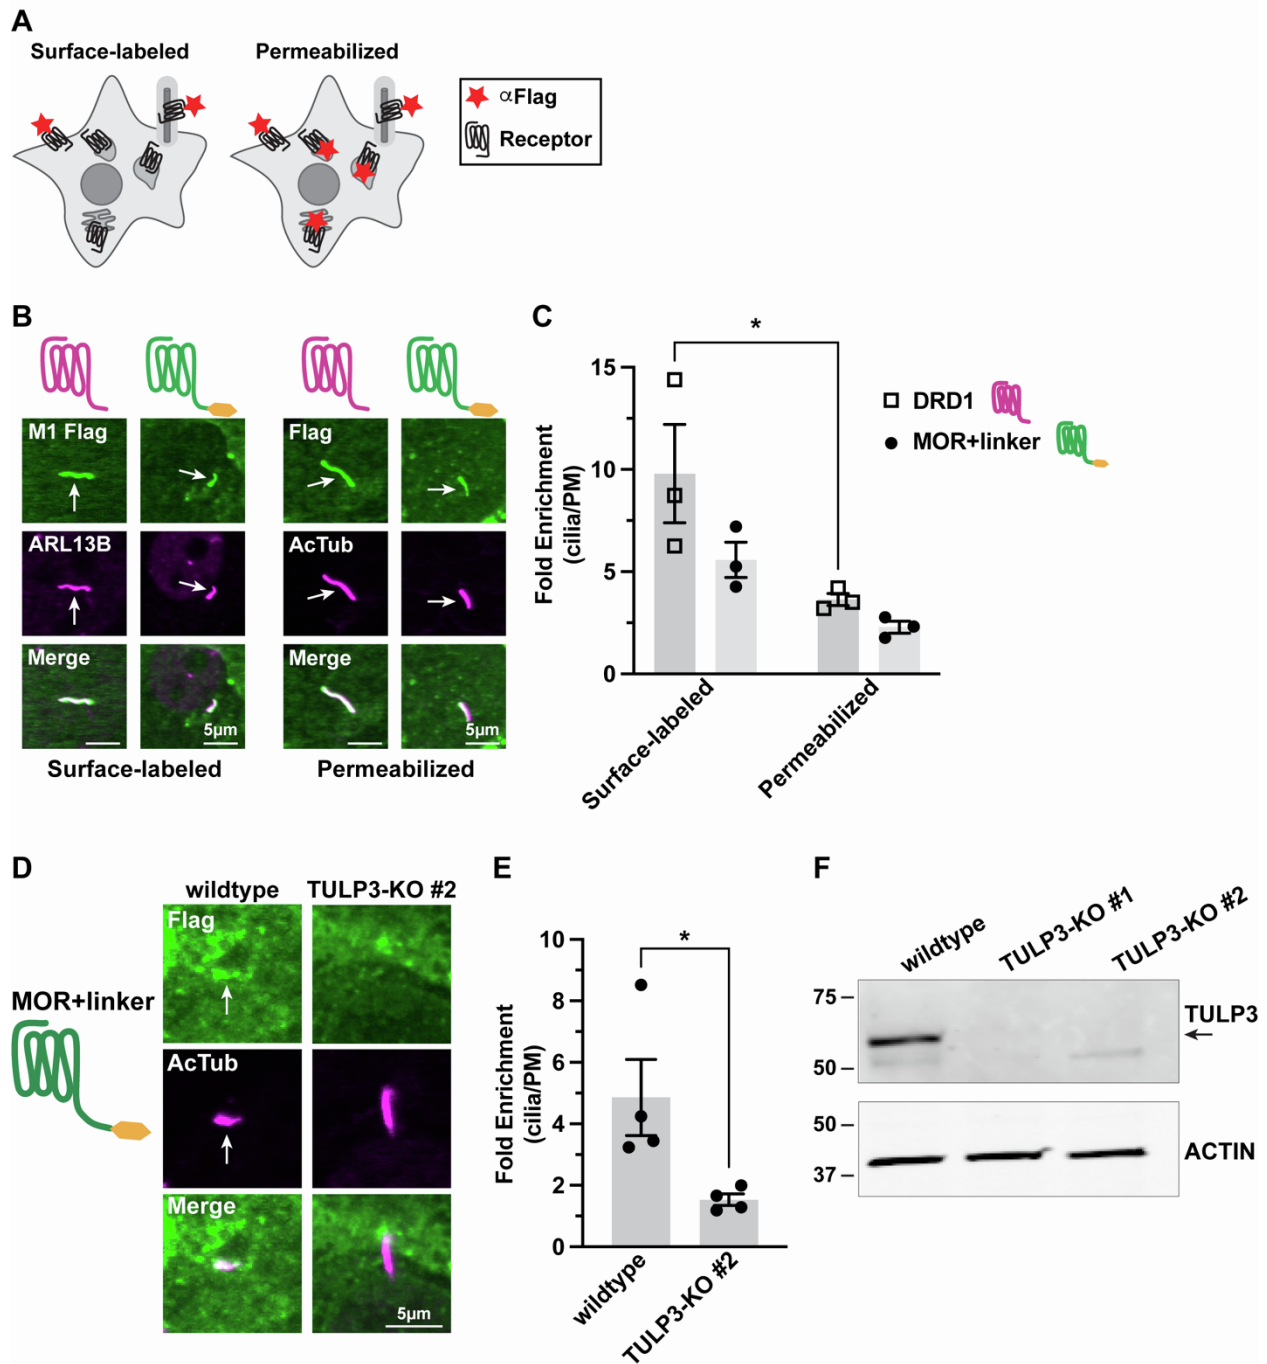 A
Surface-labeled
Permeabilized
αFlag
Receptor
B
M1 Flag
Flag
ARL13B
AcTub
Merge
Merge
5µm
5µm
Surface-labeled
Permeabilized
C
*
15
10
5
0
Fold Enrichment
(cilia/PM)
Surface-labeled
Permeabilized
DRD1
MOR+linker
D
wildtype
TULP3-KO #2
MOR+linker
Flag
AcTub
Merge
5µm
E
*
10
8
6
4
2
0
Fold Enrichment
(cilia/PM)
wildtype
TULP3-KO #2
F
wildtype
TULP3-KO #1
TULP3-KO #2
75
50
TULP3
50
37
ACTIN